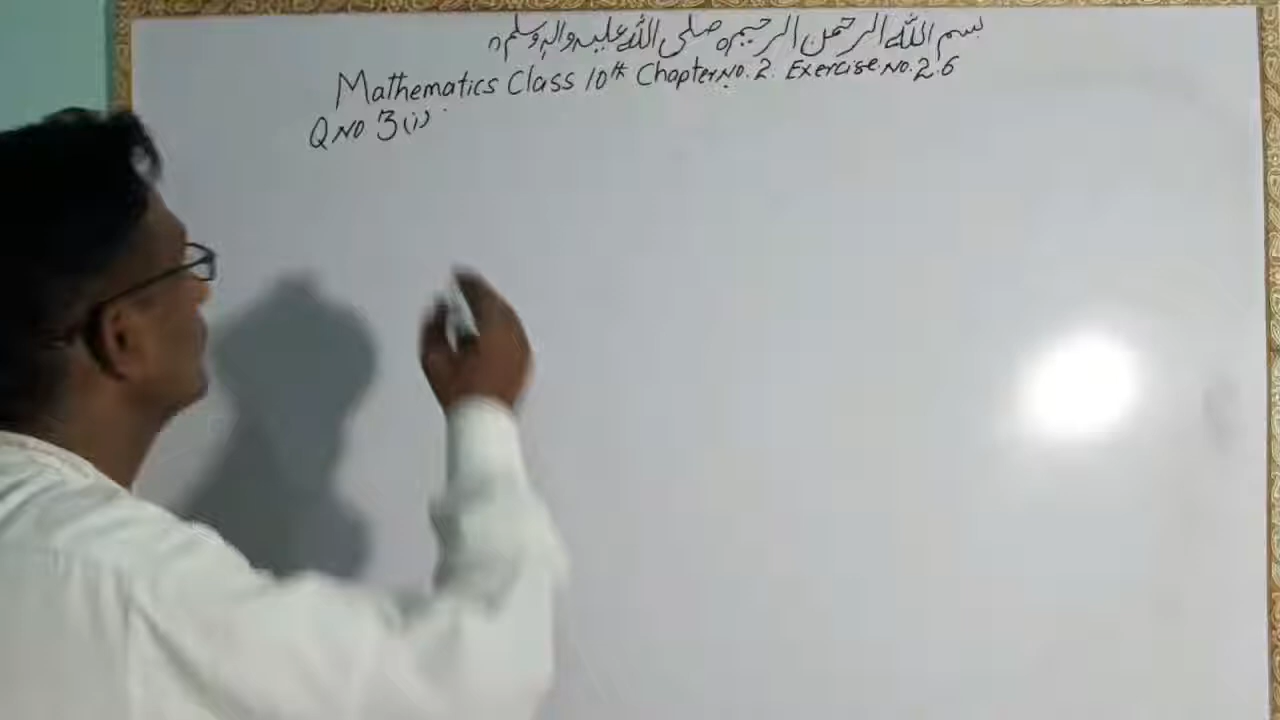 بسم اللہ الرحمن الرحیم صلی اللہ علیہ والہ وسلم
Mathematics Class 10th Chapter No. 2. Exercise No. 2.6
Q No 3 (i)